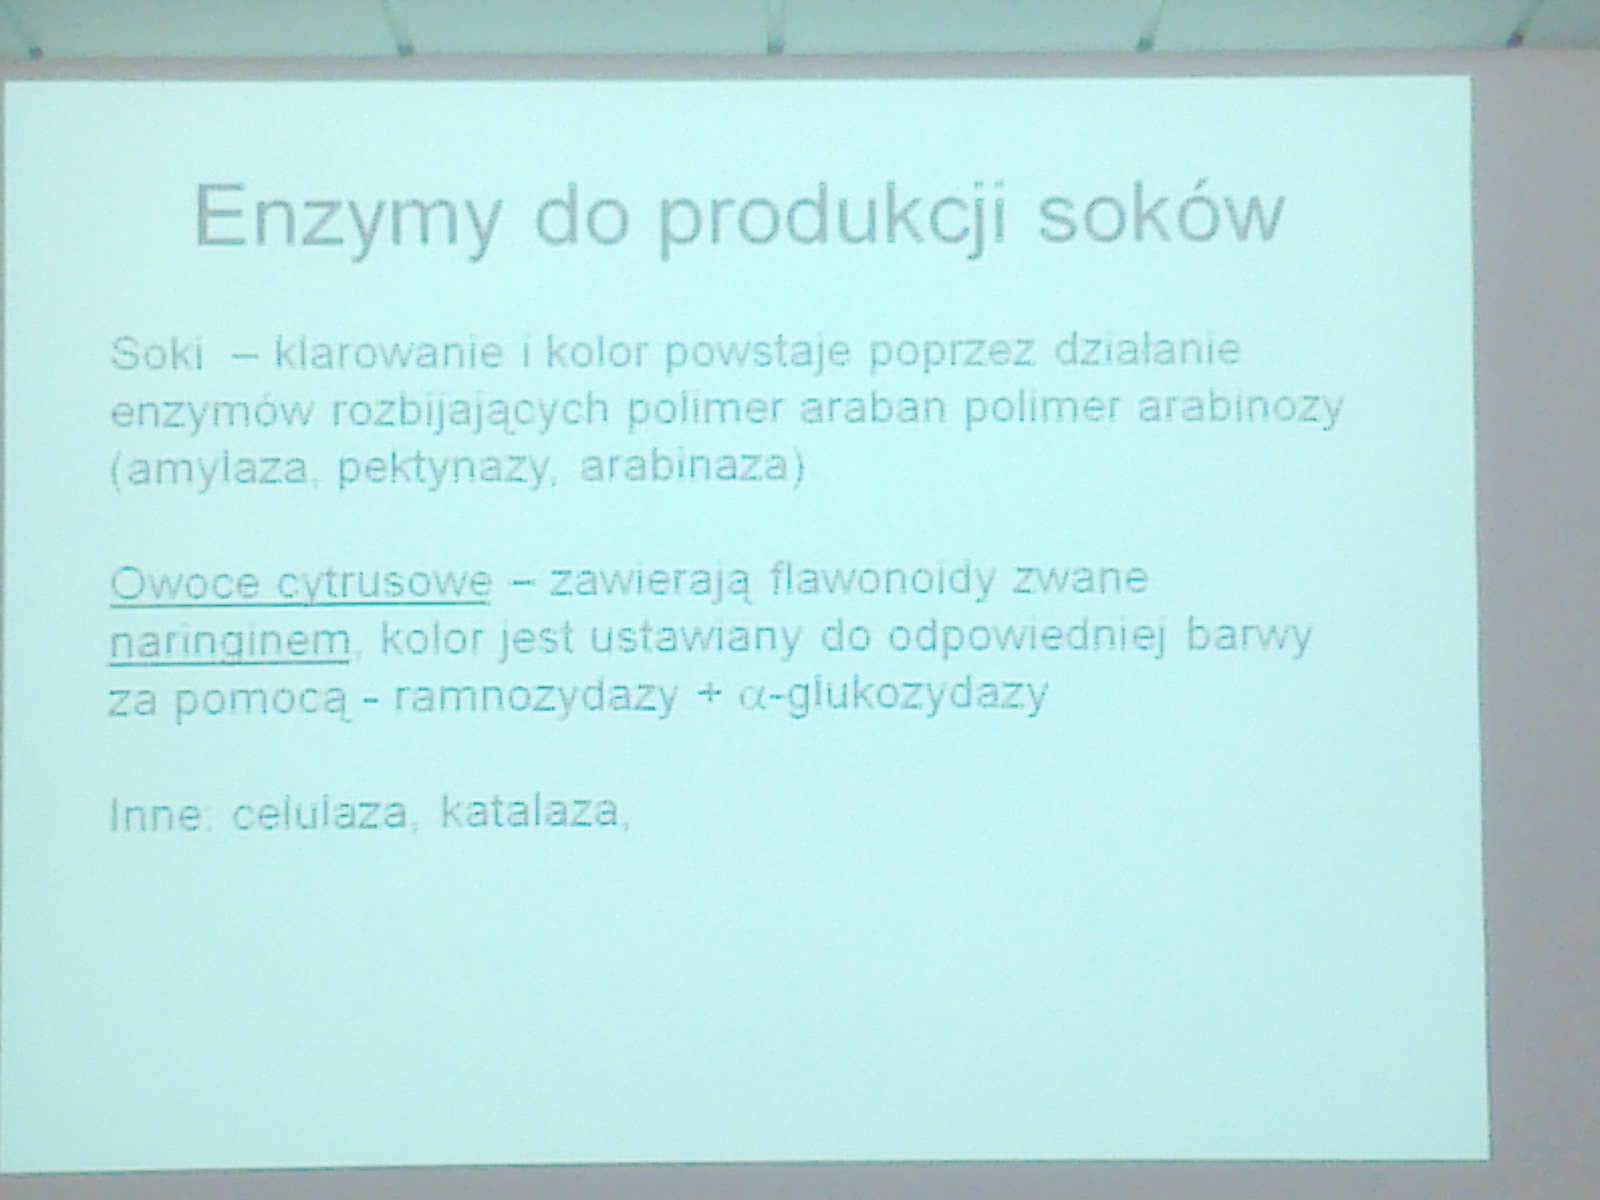 Enzymy do produkcji soków
Soki – klarowanie i kolor powstaje poprzez działanie
enzymów rozbijających polimer araban polimer arabinozy
(amylaza, pektynazy, arabinaza)
Owoce cytrusowe – zawierają flawonoidy zwane
naringinem, kolor jest ustawiany do odpowiedniej barwy
za pomocą - ramnozydazy + α-glukozydazy
Inne: celulaza, katalaza,